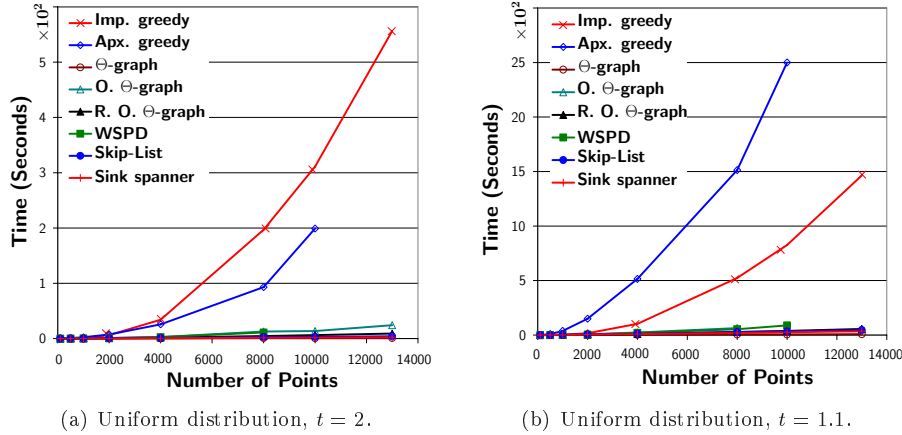 ×10²
5
4
3
2
1
0
Time (Seconds)
Imp. greedy
Apx. greedy
Θ-graph
O. Θ-graph
R. O. Θ-graph
WSPD
Skip-List
Sink spanner
0 2000 4000 6000 8000 10000 12000 14000
Number of Points
(a) Uniform distribution, t = 2.
×10²
25
20
15
10
5
0
Time (Seconds)
Imp. greedy
Apx. greedy
Θ-graph
O. Θ-graph
R. O. Θ-graph
WSPD
Skip-List
Sink spanner
0 2000 4000 6000 8000 10000 12000 14000
Number of Points
(b) Uniform distribution, t = 1.1.